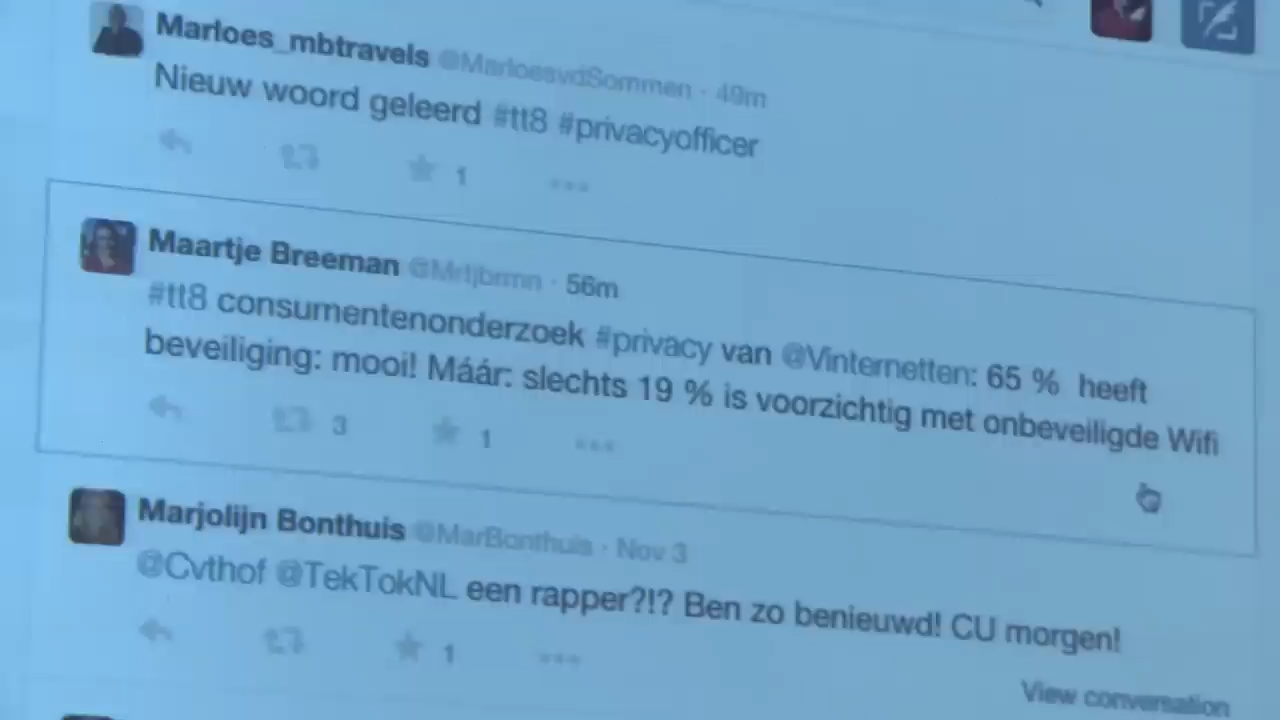 Marloes_mbtravels @MarloesvdSommen · 49m
Nieuw woord geleerd #tt8 #privacyofficer
1
Maartje Breeman @Mrtjbrmn · 56m
#tt8 consumentenonderzoek #privacy van @Vinternetten: 65 % heeft
beveiliging: mooi! Máár: slechts 19 % is voorzichtig met onbeveiligde Wifi
3 1
Marjolijn Bonthuis @MarBonthuis · Nov 3
@Cvthof @TekTokNL een rapper?!? Ben zo benieuwd! CU morgen!
1
View conversation